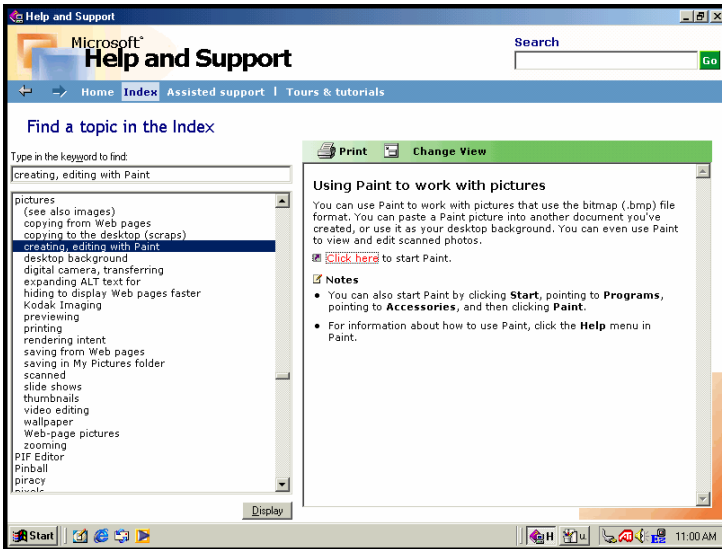 Help and Support
Microsoft®
Help and Support
Search
Go
Home Index Assisted support | Tours & tutorials
Find a topic in the Index
Type in the keyword to find:
creating, editing with Paint
pictures
(see also images)
copying from Web pages
copying to the desktop (scraps)
creating, editing with Paint
desktop background
digital camera, transferring
expanding ALT text for
hiding to display Web pages faster
Kodak Imaging
previewing
printing
rendering intent
saving from Web pages
saving in My Pictures folder
scanned
slide shows
thumbnails
video editing
wallpaper
Web-page pictures
zooming
PIF Editor
Pinball
piracy
pixels
Display
Print Change View
Using Paint to work with pictures
You can use Paint to work with pictures that use the bitmap (.bmp) file
format. You can paste a Paint picture into another document you've
created, or use it as your desktop background. You can even use Paint
to view and edit scanned photos.
Click here to start Paint.
Notes
• You can also start Paint by clicking Start, pointing to Programs,
pointing to Accessories, and then clicking Paint.
• For information about how to use Paint, click the Help menu in
Paint.
Start
H
u
11:00 AM